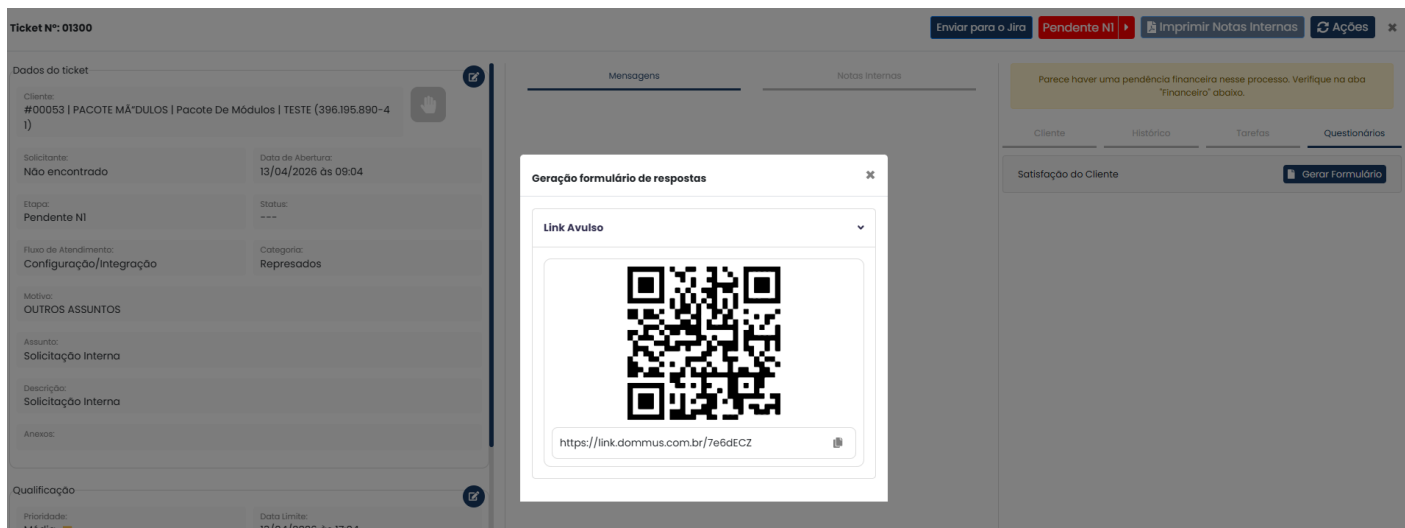 Ticket Nº: 01300
Enviar para o Jira
Pendente N1
Imprimir Notas Internas
Ações
Dados do ticket
Cliente:
#00053 | PACOTE MÃ“DULOS | Pacote De Módulos | TESTE (396.195.890-4
1)
Solicitante:
Não encontrado
Data de Abertura:
13/04/2026 às 09:04
Etapa:
Pendente N1
Status:
---
Fluxo de Atendimento:
Configuração/Integração
Categoria:
Represados
Motivo:
OUTROS ASSUNTOS
Assunto:
Solicitação Interna
Descrição:
Solicitação Interna
Anexos:
Qualificação
Prioridade:
Data Limite:
Mensagens
Notas Internas
Geração formulário de respostas
Link Avulso
https://link.dommus.com.br/7e6dECZ
Parece haver uma pendência financeira nesse processo. Verifique na aba
"Financeiro" abaixo.
Cliente
Histórico
Tarefas
Questionários
Satisfação do Cliente
Gerar Formulário